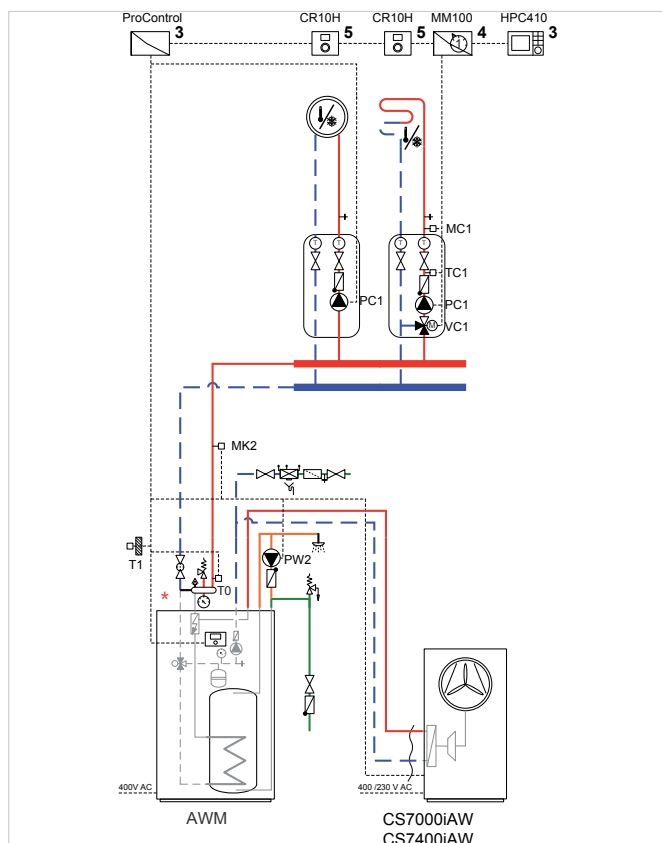 ProControl CR10H CR10H MM100 HPC410
3 5 5 4 3
1
T T T T
MC1
TC1
PC1 PC1
M VC1
MK2
PW2
T1 T0
*
400V AC 400 /230 V AC
AWM CS7000iAW
CS7400iAW